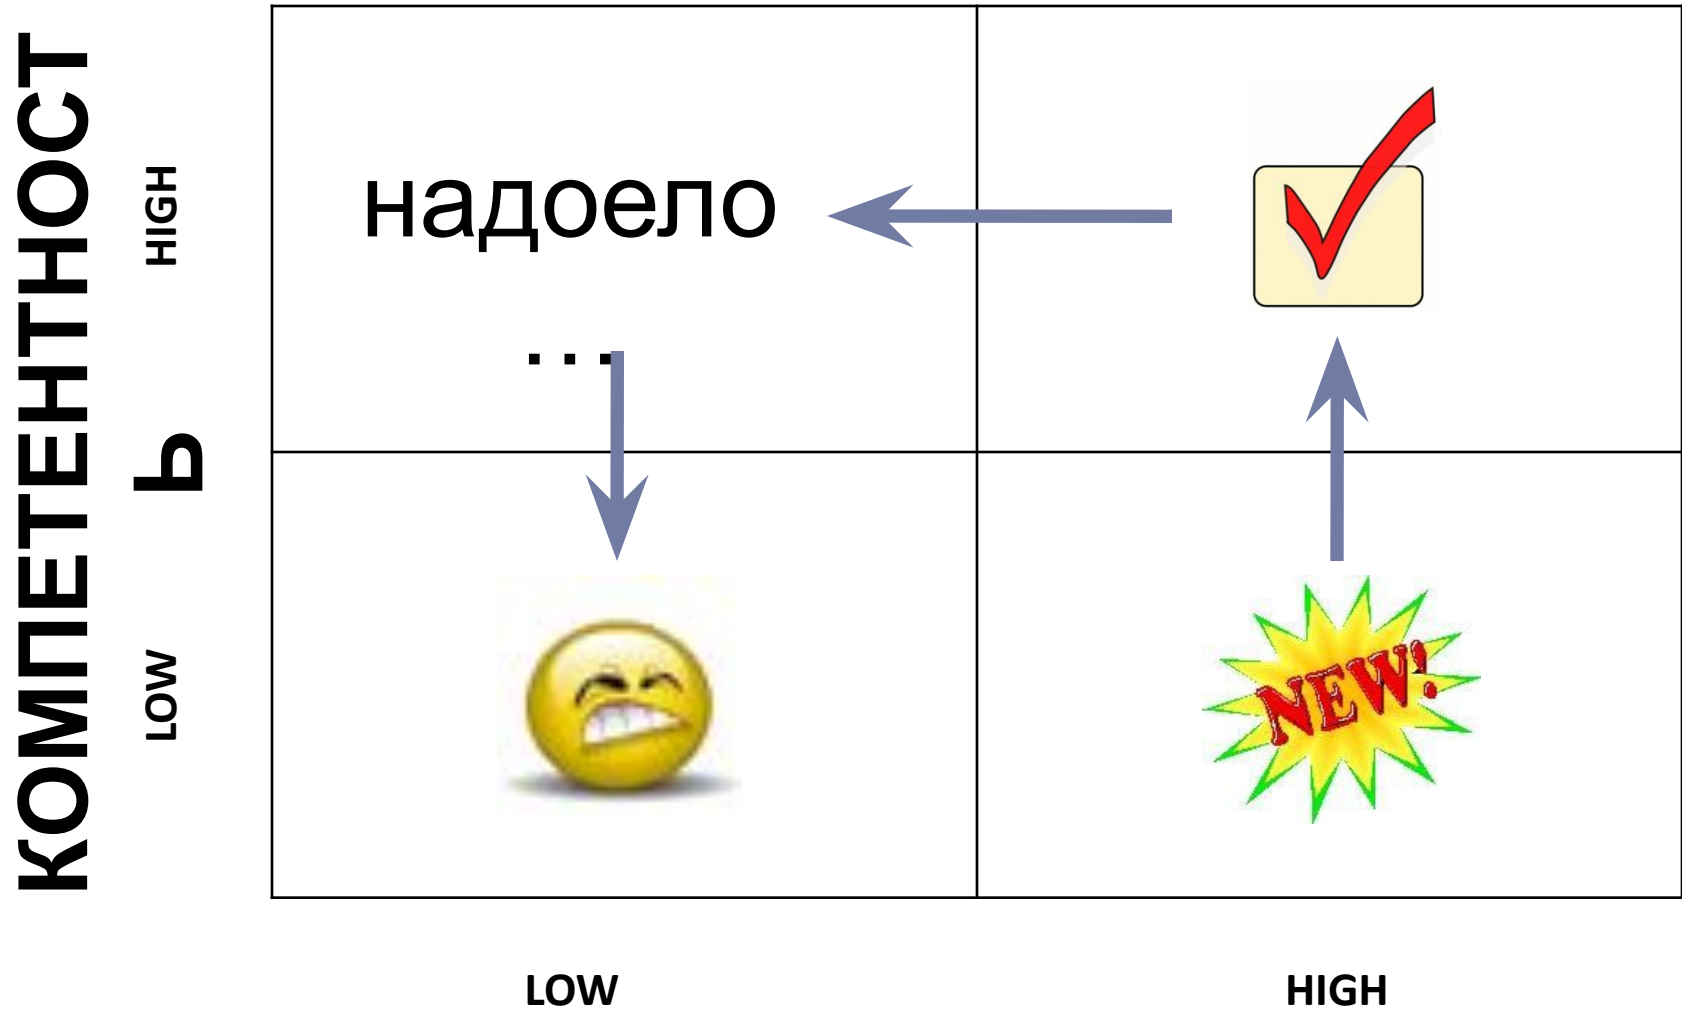 КОМПЕТЕНТНОСТ
Ь
HIGH
LOW
надоело
...
NEW!
LOW
HIGH